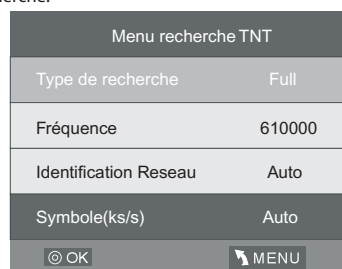 Menu recherche TNT
Type de recherche Full
Fréquence 610000
Identification Reseau Auto
Symbole(ks/s) Auto
OK MENU